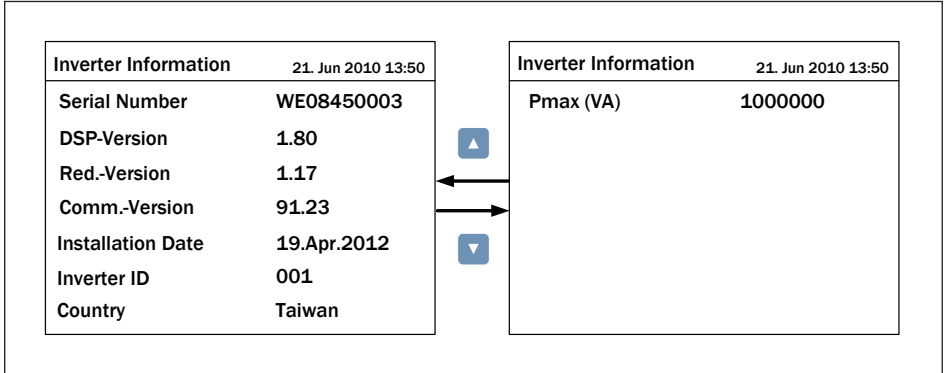 Inverter Information 21. Jun 2010 13:50
Serial Number WE08450003
DSP-Version 1.80
Red.-Version 1.17
Comm.-Version 91.23
Installation Date 19.Apr.2012
Inverter ID 001
Country Taiwan
Inverter Information 21. Jun 2010 13:50
Pmax (VA) 1000000